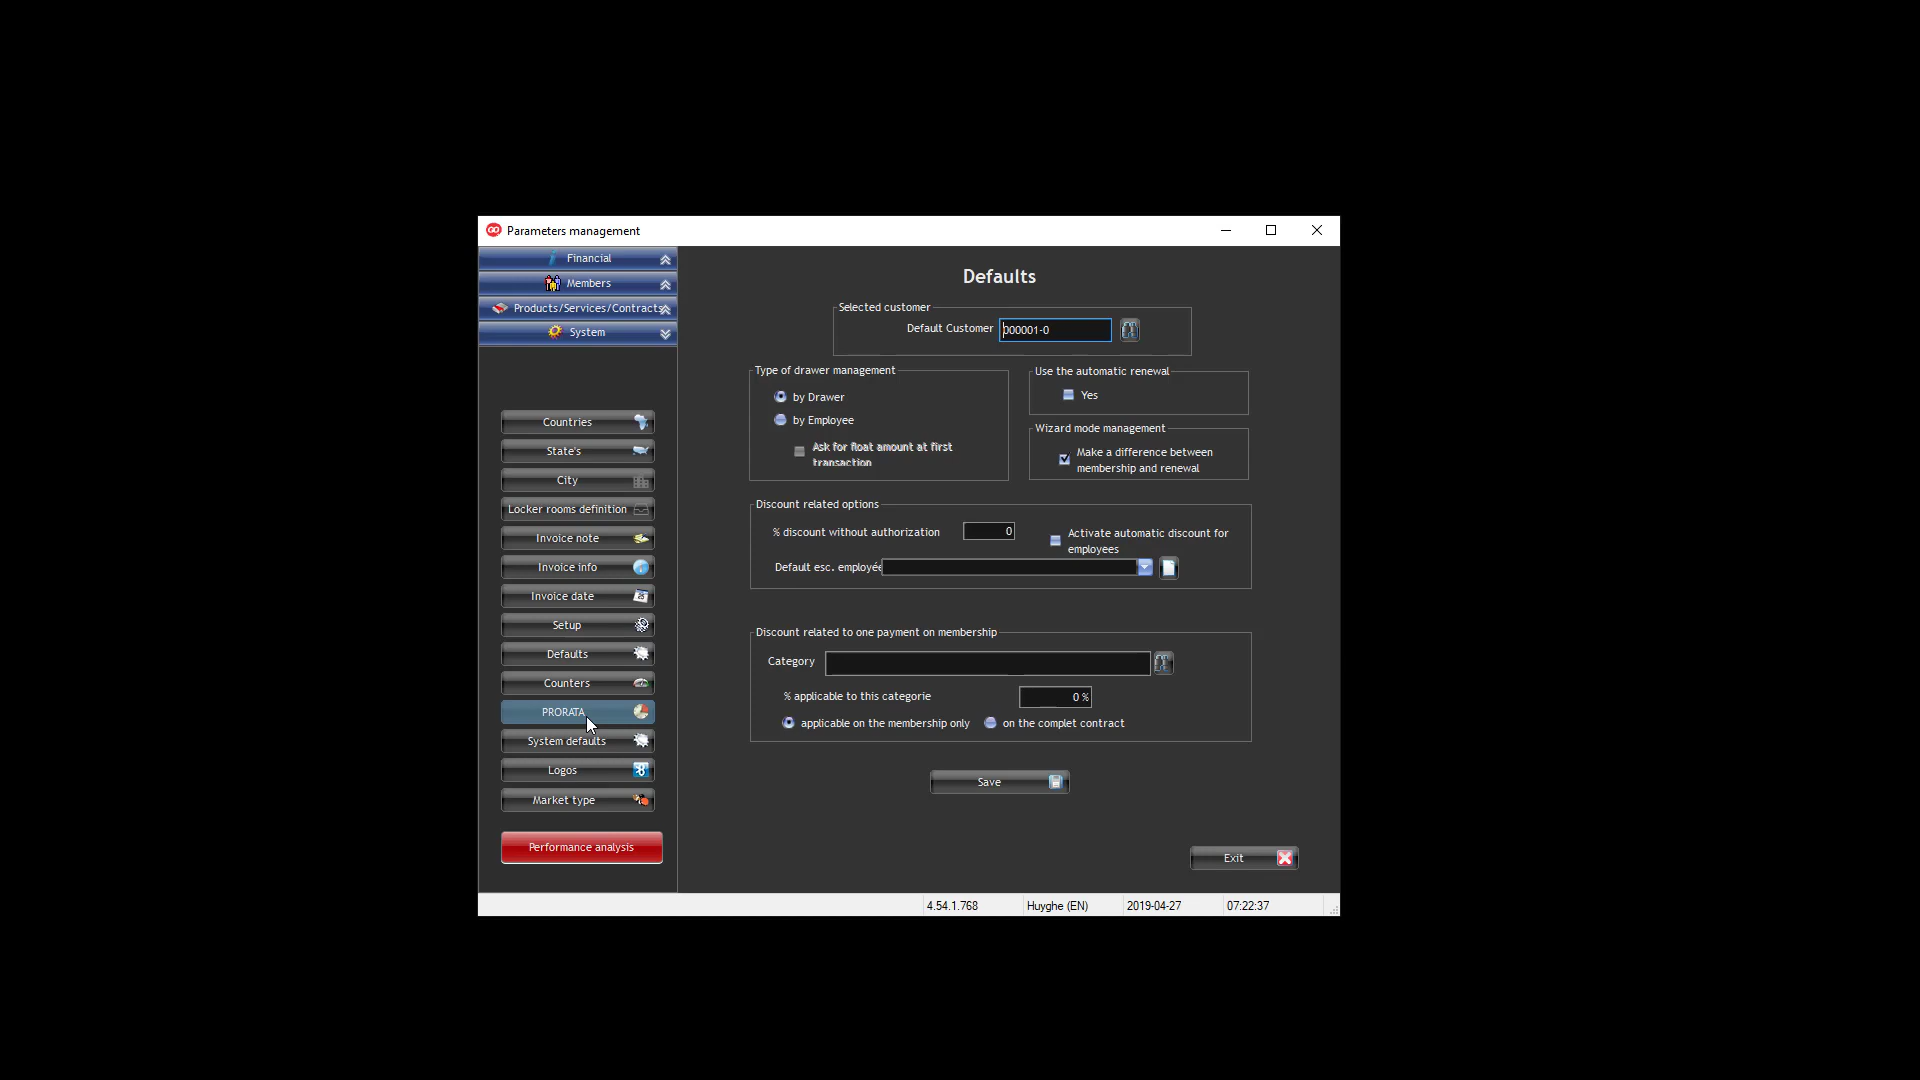 Parameters management
Financial
Members
Products/Services/Contracts
System
Countries
State's
City
Locker rooms definition
Invoice note
Invoice info
Invoice date
Setup
Defaults
Counters
PRORATA
System defaults
Logos
Market type
Performance analysis
Defaults
Selected customer
Default Customer 000001-0
Type of drawer management
by Drawer
by Employee
Ask for float amount at first
transaction
Use the automatic renewal
Yes
Wizard mode management
Make a difference between
membership and renewal
Discount related options
% discount without authorization 0
Activate automatic discount for
employees
Default esc. employée
Discount related to one payment on membership
Category
% applicable to this categorie 0 %
applicable on the membership only on the complet contract
Save
Exit
4.54.1.768 Huyghe (EN) 2019-04-27 07:22:37